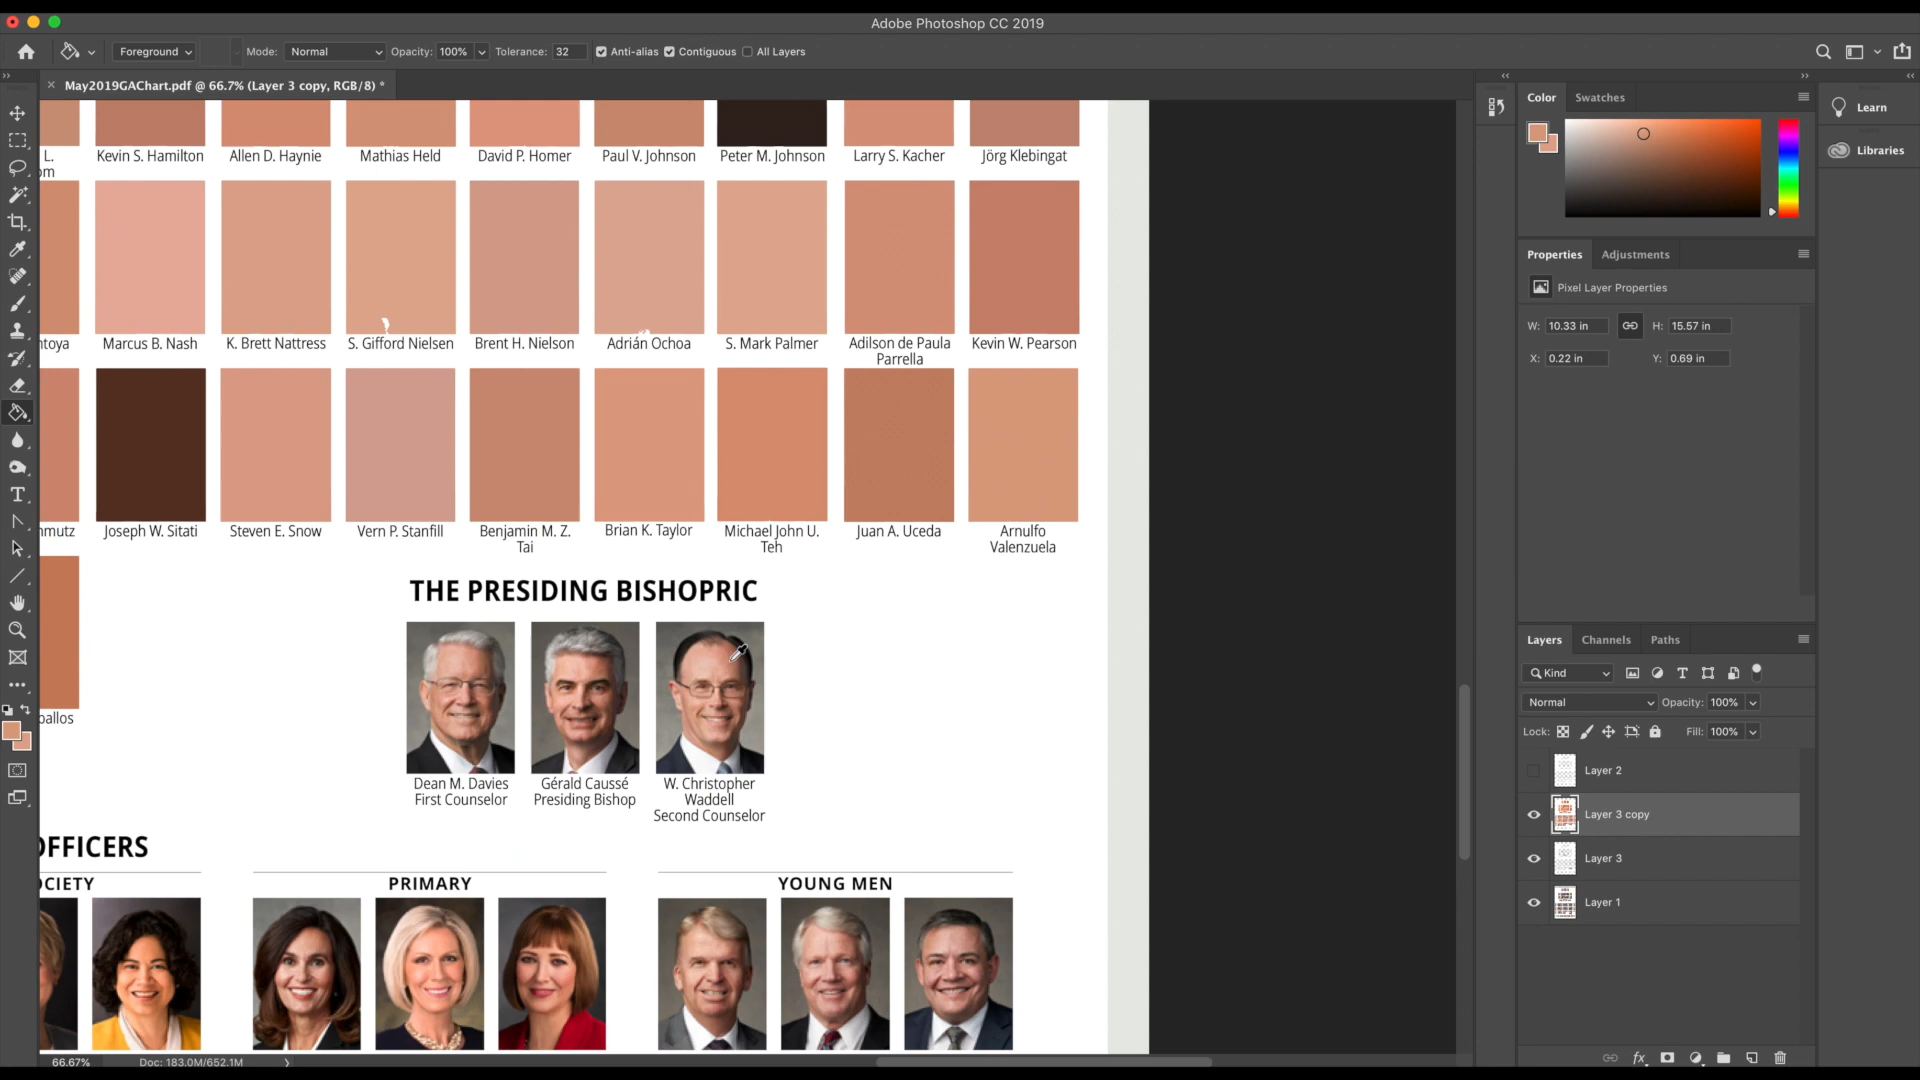 Adobe Photoshop CC 2019
Foreground Mode: Normal Opacity: 100% Tolerance: 32 Anti-alias Contiguous All Layers
May2019GAChart.pdf @ 66.7% (Layer 3 copy, RGB/8) *
L. Kevin S. Hamilton Allen D. Haynie Mathias Held David P. Homer Paul V. Johnson Peter M. Johnson Larry S. Kacher Jörg Klebingat
om
ntoya Marcus B. Nash K. Brett Nattress S. Gifford Nielsen Brent H. Nielson Adrián Ochoa S. Mark Palmer Adilson de Paula Kevin W. Pearson
Parrella
hmutz Joseph W. Sitati Steven E. Snow Vern P. Stanfill Benjamin M. Z. Brian K. Taylor Michael John U. Juan A. Uceda Arnulfo
Tai Teh Valenzuela
THE PRESIDING BISHOPRIC
ballos
Dean M. Davies Gérald Caussé W. Christopher
First Counselor Presiding Bishop Waddell
Second Counselor
OFFICERS
OCIETY PRIMARY YOUNG MEN
66.67% Doc: 183.0M/652.1M
Color Swatches
Learn
Libraries
Properties Adjustments
Pixel Layer Properties
W: 10.33 in H: 15.57 in
X: 0.22 in Y: 0.69 in
Layers Channels Paths
Kind
Normal Opacity: 100%
Lock: Fill: 100%
Layer 2
Layer 3 copy
Layer 3
Layer 1
fx